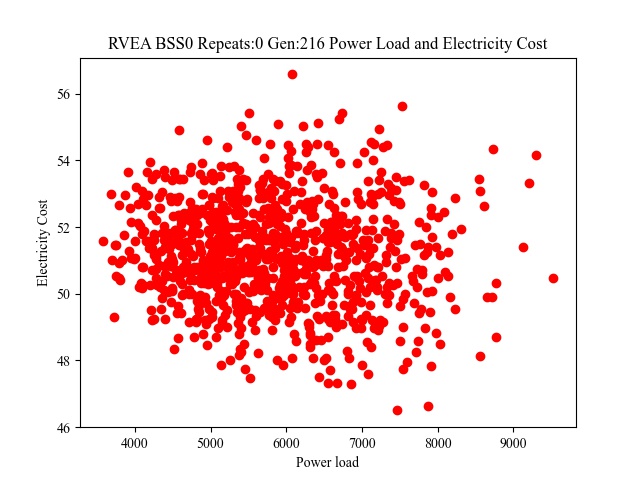 RVEA BSS0 Repeats:0 Gen:216 Power Load and Electricity Cost
56
54
52
50
48
46
Electricity Cost
4000 5000 6000 7000 8000 9000
Power load